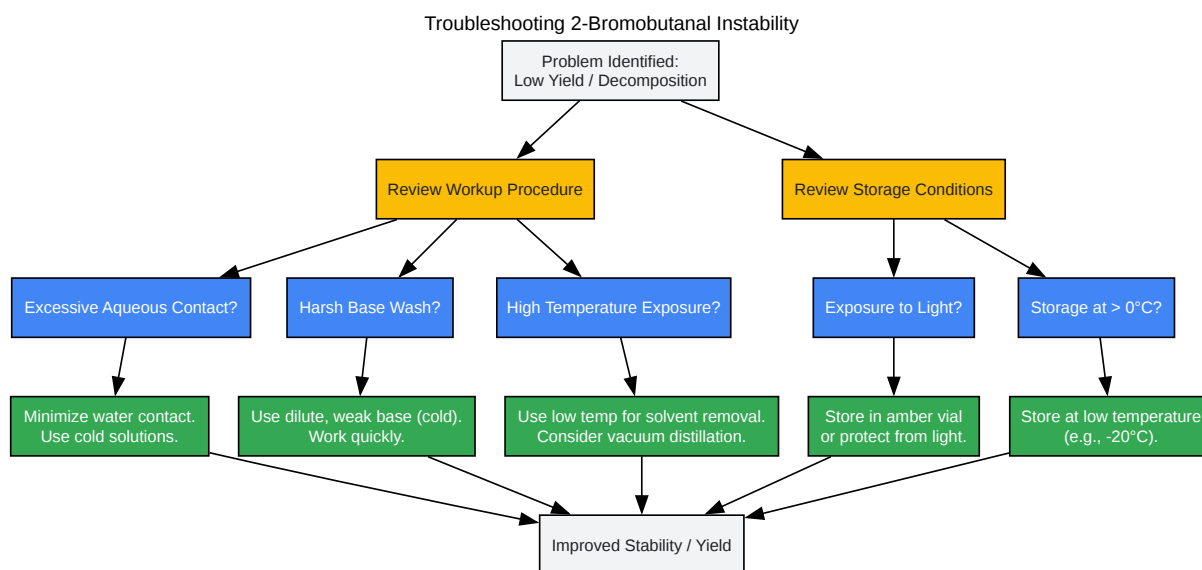 Troubleshooting 2-Bromobutanal Instability
Problem Identified:
Low Yield / Decomposition
Review Workup Procedure
Review Storage Conditions
Excessive Aqueous Contact?
Harsh Base Wash?
High Temperature Exposure?
Exposure to Light?
Storage at > 0°C?
Minimize water contact.
Use cold solutions.
Use dilute, weak base (cold).
Work quickly.
Use low temp for solvent removal.
Consider vacuum distillation.
Store in amber vial
or protect from light.
Store at low temperature
(e.g., -20°C).
Improved Stability / Yield